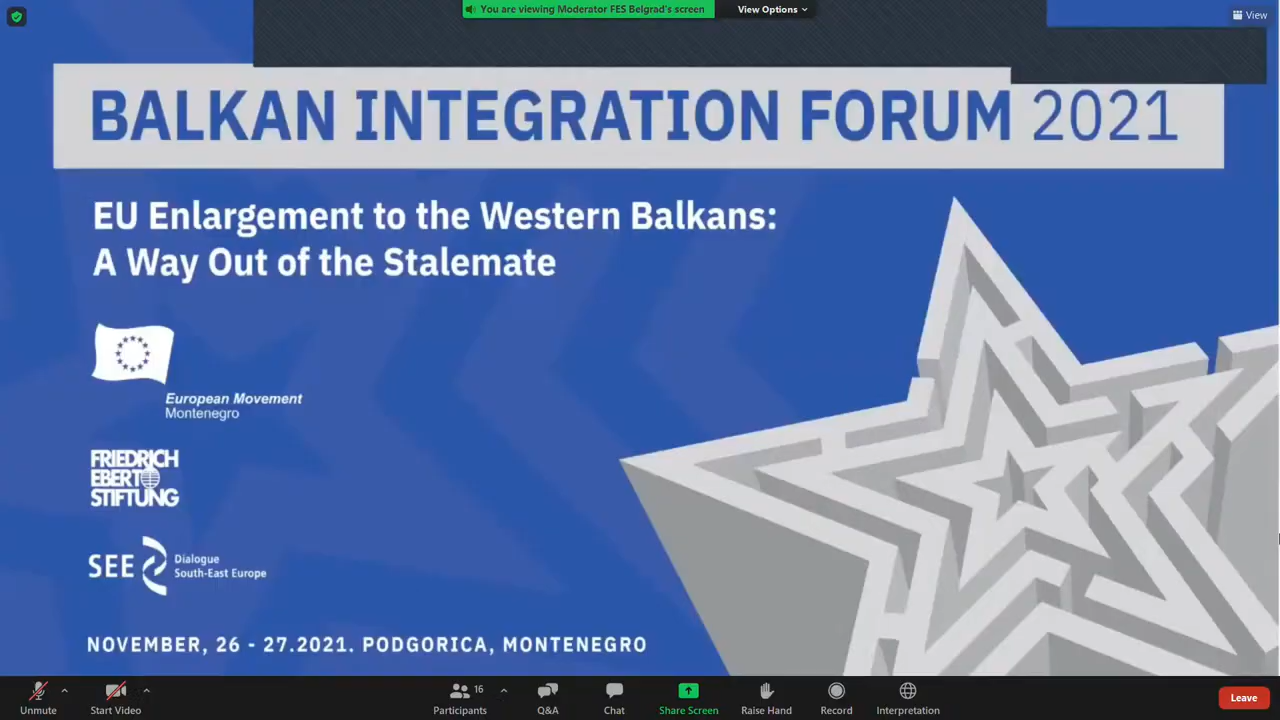 You are viewing Moderator FES Belgrad's screen
View Options
View
BALKAN INTEGRATION FORUM 2021
EU Enlargement to the Western Balkans:
A Way Out of the Stalemate
European Movement
Montenegro
FRIEDRICH
EBERT
STIFTUNG
SEE Dialogue
South-East Europe
NOVEMBER, 26 - 27.2021. PODGORICA, MONTENEGRO
Unmute
Start Video
16
Participants
Q&A
Chat
Share Screen
Raise Hand
Record
Interpretation
Leave